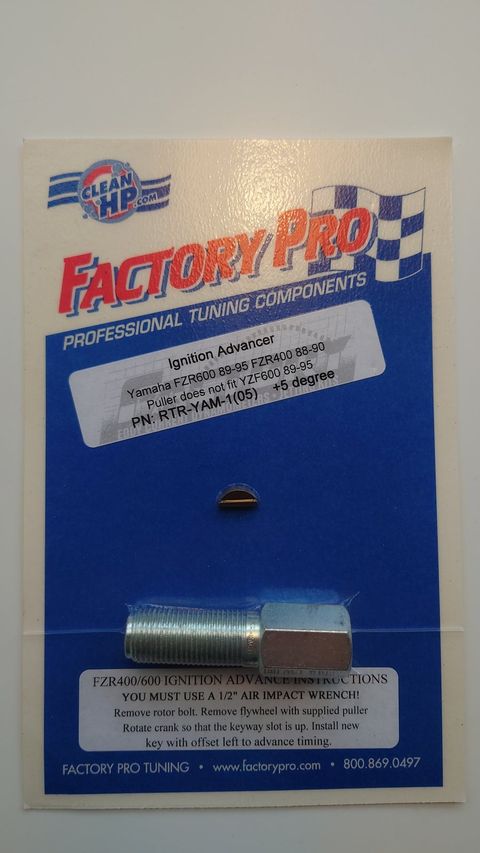 CLEAN
HP.com
FACTORY PRO
PROFESSIONAL TUNING COMPONENTS
Ignition Advancer
Yamaha FZR600 89-95 FZR400 88-90
Puller does not fit YZF600 89-95
PN: RTR-YAM-1(05) +5 degree
FZR400/600 IGNITION ADVANCE INSTRUCTIONS
YOU MUST USE A 1/2" AIR IMPACT WRENCH!
Remove rotor bolt. Remove flywheel with supplied puller
Rotate crank so that the keyway slot is up. Install new
key with offset left to advance timing.
FACTORY PRO TUNING • www.factorypro.com • 800.869.0497